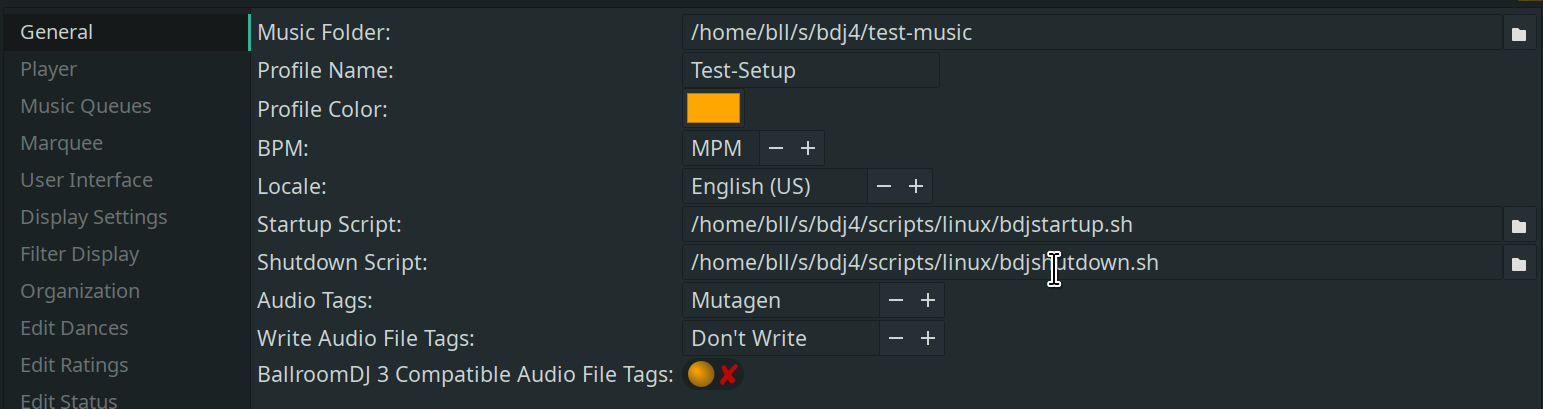 General
Player
Music Queues
Marquee
User Interface
Display Settings
Filter Display
Organization
Edit Dances
Edit Ratings
Edit Status
Music Folder: /home/bll/s/bdj4/test-music
Profile Name: Test-Setup
Profile Color:
BPM: MPM − +
Locale: English (US) − +
Startup Script: /home/bll/s/bdj4/scripts/linux/bdjstartup.sh
Shutdown Script: /home/bll/s/bdj4/scripts/linux/bdjshutdown.sh
Audio Tags: Mutagen − +
Write Audio File Tags: Don't Write − +
BallroomDJ 3 Compatible Audio File Tags: